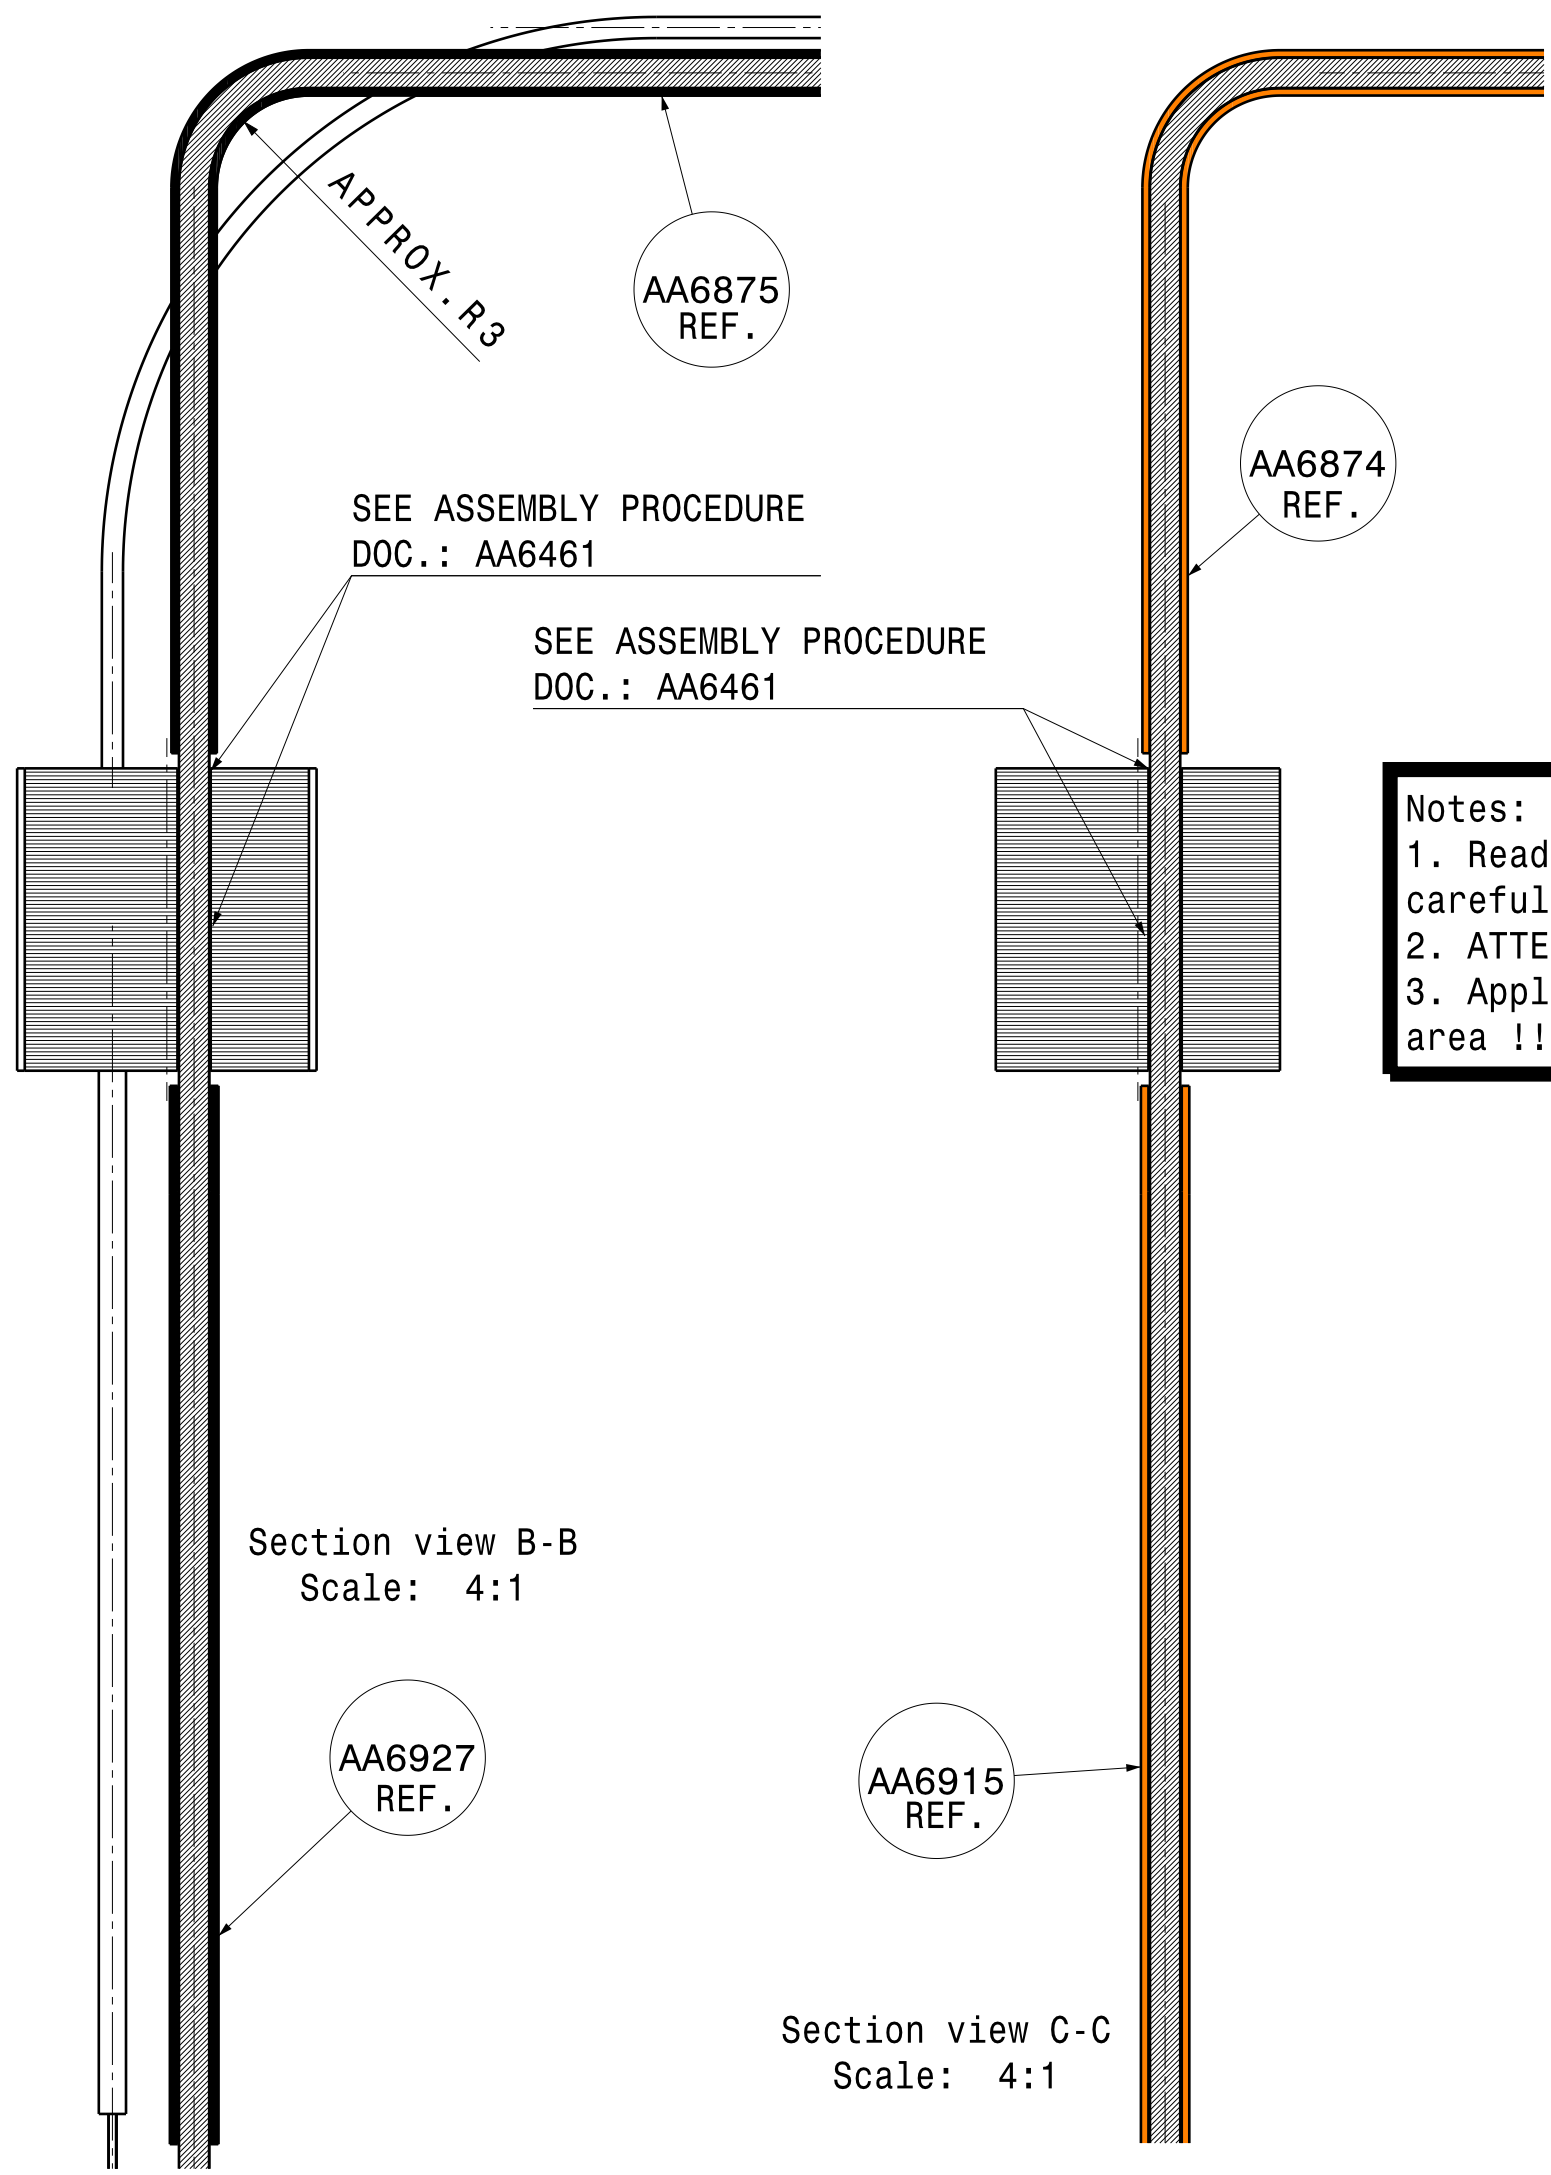 APPROX. R3
AA6875
REF.
AA6874
REF.
SEE ASSEMBLY PROCEDURE
DOC.: AA6461
SEE ASSEMBLY PROCEDURE
DOC.: AA6461
Notes:
1. Read
careful
2. ATTE
3. Appl
area !!
Section view B-B
Scale: 4:1
AA6927
REF.
AA6915
REF.
Section view C-C
Scale: 4:1